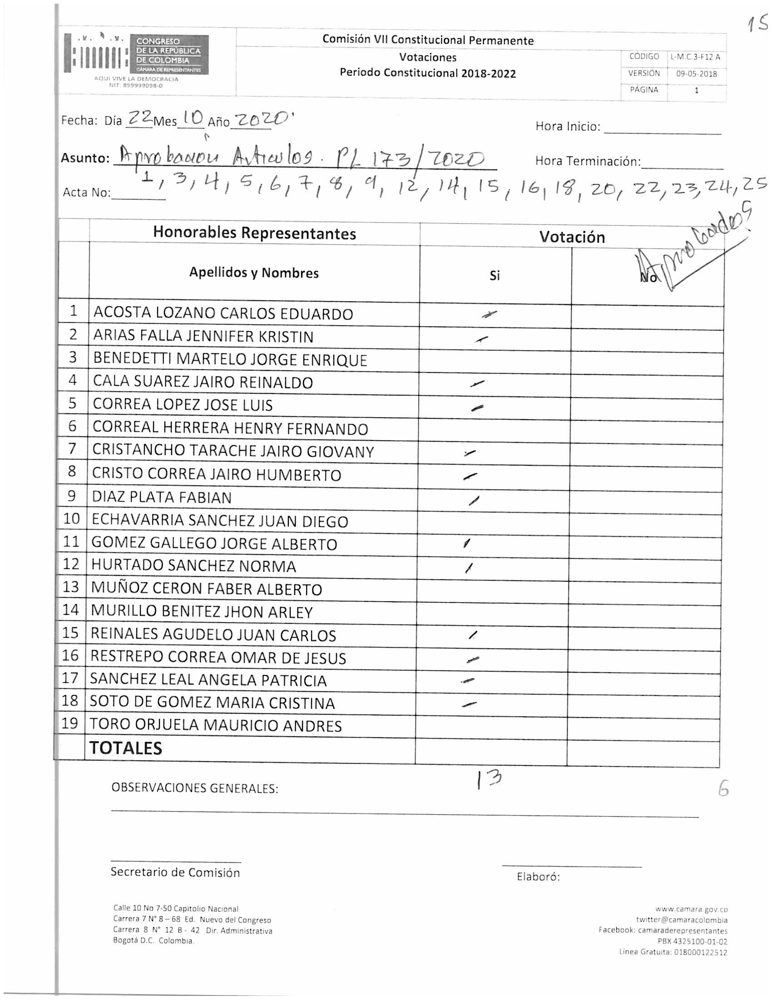 15
CONGRESO
DE LA REPÚBLICA
DE COLOMBIA
CÁMARA DE REPRESENTANTES
AQUÍ VIVE LA DEMOCRACIA
NIT: 899999098-0
Comisión VII Constitucional Permanente
Votaciones
Periodo Constitucional 2018-2022
CÓDIGO L-M.C.3-F12 A
VERSIÓN 09-05-2018
PÁGINA 1
Fecha: Día 22 Mes 10 Año 2020
Hora Inicio:
Asunto: Aprobación Articulos. PL 173/2020
Hora Terminación:
1, 3, 4, 5, 6, 7, 8, 9, 12, 14, 15, 16, 18, 20, 22, 23, 24, 25
Acta No:
Aprobados
Honorables Representantes Votación
Apellidos y Nombres Si No
1 ACOSTA LOZANO CARLOS EDUARDO
2 ARIAS FALLA JENNIFER KRISTIN
3 BENEDETTI MARTELO JORGE ENRIQUE
4 CALA SUAREZ JAIRO REINALDO
5 CORREA LOPEZ JOSE LUIS
6 CORREAL HERRERA HENRY FERNANDO
7 CRISTANCHO TARACHE JAIRO GIOVANY
8 CRISTO CORREA JAIRO HUMBERTO
9 DIAZ PLATA FABIAN
10 ECHAVARRIA SANCHEZ JUAN DIEGO
11 GOMEZ GALLEGO JORGE ALBERTO
12 HURTADO SANCHEZ NORMA
13 MUÑOZ CERON FABER ALBERTO
14 MURILLO BENITEZ JHON ARLEY
15 REINALES AGUDELO JUAN CARLOS
16 RESTREPO CORREA OMAR DE JESUS
17 SANCHEZ LEAL ANGELA PATRICIA
18 SOTO DE GOMEZ MARIA CRISTINA
19 TORO ORJUELA MAURICIO ANDRES
TOTALES
13
6
OBSERVACIONES GENERALES:
Secretario de Comisión
Elaboró:
Calle 10 No 7-50 Capitolio Nacional
Carrera 7 N° 8 – 68 Ed. Nuevo del Congreso
Carrera 8 N° 12 B - 42 Dir. Administrativa
Bogotá D.C. Colombia.
www.camara.gov.co
twitter@camaracolombia
Facebook: camaraderepresentantes
PBX 4325100-01-02
Línea Gratuita: 018000122512